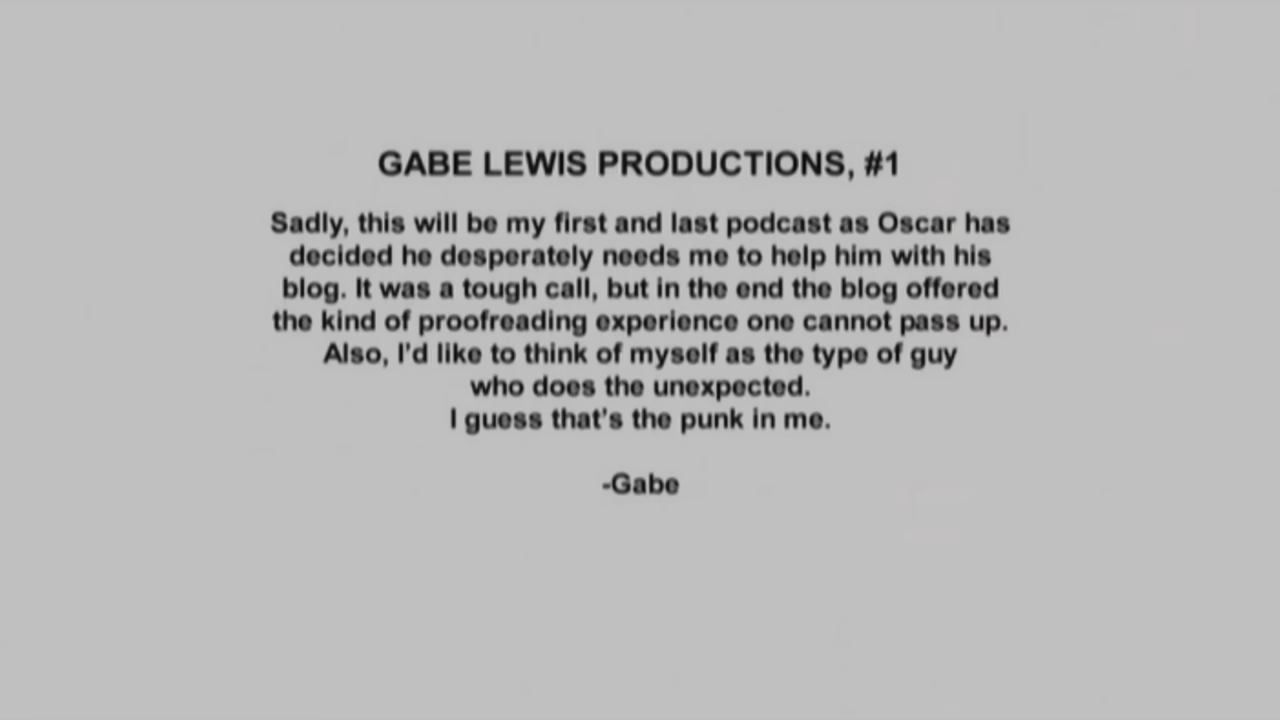 GABE LEWIS PRODUCTIONS, #1
Sadly, this will be my first and last podcast as Oscar has
decided he desperately needs me to help him with his
blog. It was a tough call, but in the end the blog offered
the kind of proofreading experience one cannot pass up.
Also, I'd like to think of myself as the type of guy
who does the unexpected.
I guess that's the punk in me.
-Gabe